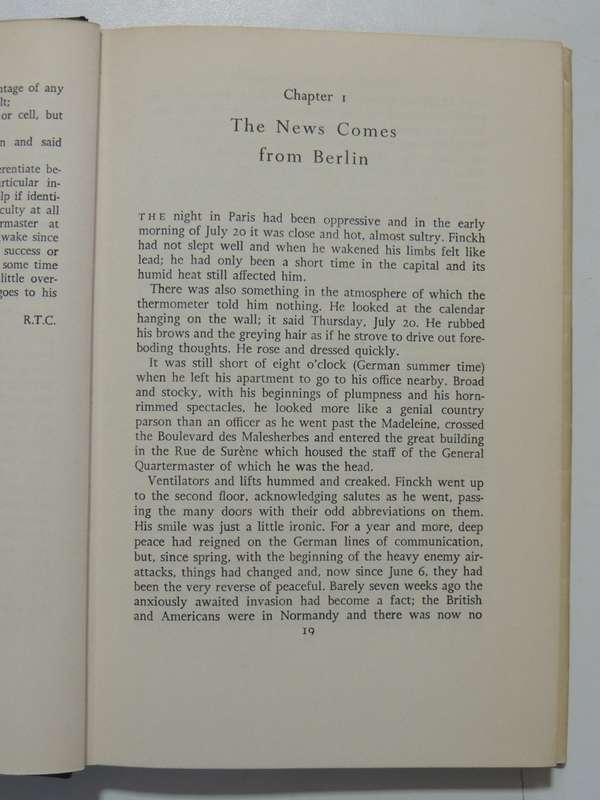 ntage of any
lt;
or cell, but
n and said
erentiate be-
rticular in-
lp if identi-
culty at all
rmaster at
wake since
success or
some time
little over-
goes to his
R.T.C.
Chapter 1
The News Comes
from Berlin
THE night in Paris had been oppressive and in the early
morning of July 20 it was close and hot, almost sultry. Finckh
had not slept well and when he wakened his limbs felt like
lead; he had only been a short time in the capital and its
humid heat still affected him.
There was also something in the atmosphere of which the
thermometer told him nothing. He looked at the calendar
hanging on the wall; it said Thursday, July 20. He rubbed
his brows and the greying hair as if he strove to drive out fore-
boding thoughts. He rose and dressed quickly.
It was still short of eight o'clock (German summer time)
when he left his apartment to go to his office nearby. Broad
and stocky, with his beginnings of plumpness and his horn-
rimmed spectacles, he looked more like a genial country
parson than an officer as he went past the Madeleine, crossed
the Boulevard des Malesherbes and entered the great building
in the Rue de Surène which housed the staff of the General
Quartermaster of which he was the head.
Ventilators and lifts hummed and creaked. Finckh went up
to the second floor, acknowledging salutes as he went, pass-
ing the many doors with their odd abbreviations on them.
His smile was just a little ironic. For a year and more, deep
peace had reigned on the German lines of communication,
but, since spring, with the beginning of the heavy enemy air-
attacks, things had changed and, now since June 6, they had
been the very reverse of peaceful. Barely seven weeks ago the
anxiously awaited invasion had become a fact; the British
and Americans were in Normandy and there was now no
19